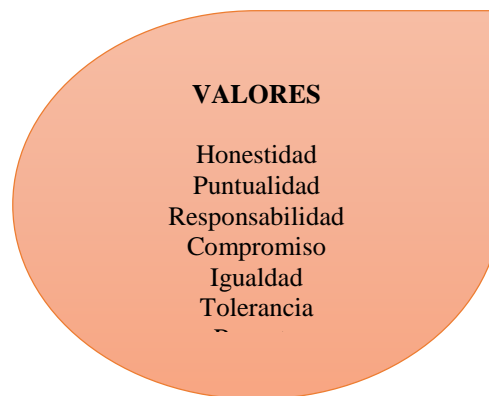 VALORES
Honestidad
Puntualidad
Responsabilidad
Compromiso
Igualdad
Tolerancia